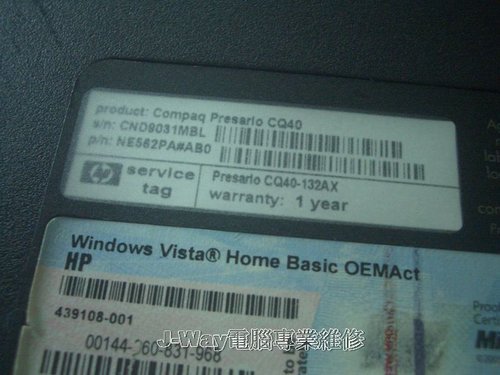 product: Compaq Presario CQ40
s/n: CND9031MBL
p/n: NE562PA#AB0
hp service tag
Presario CQ40-132AX
warranty: 1 year
Windows Vista® Home Basic OEMAct
HP
439108-001
00144-260-831-968
J-Way電腦專業維修